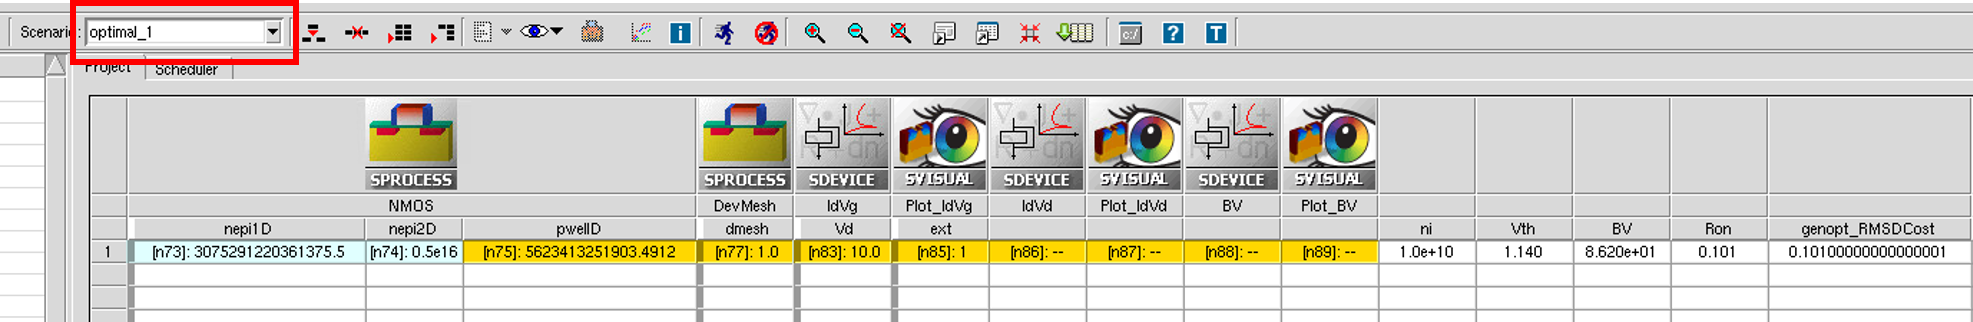 Scenario: optimal_1
i ? T
c:/
Project Scheduler
SPROCESS SPROCESS SDEVICE SVISUAL SDEVICE SVISUAL SDEVICE SVISUAL
NMOS DevMesh IdVg Plot_IdVg IdVd Plot_IdVd BV Plot_BV
nepi1D nepi2D pwellD dmesh Vd ext ni Vth BV Ron genopt_RMSDCost
1 [n73]: 3075291220361375.5 [n74]: 0.5e16 [n75]: 5623413251903.4912 [n77]: 1.0 [n83]: 10.0 [n85]: 1 [n86]: -- [n87]: -- [n88]: -- [n89]: -- 1.0e+10 1.140 8.620e+01 0.101 0.10100000000000001